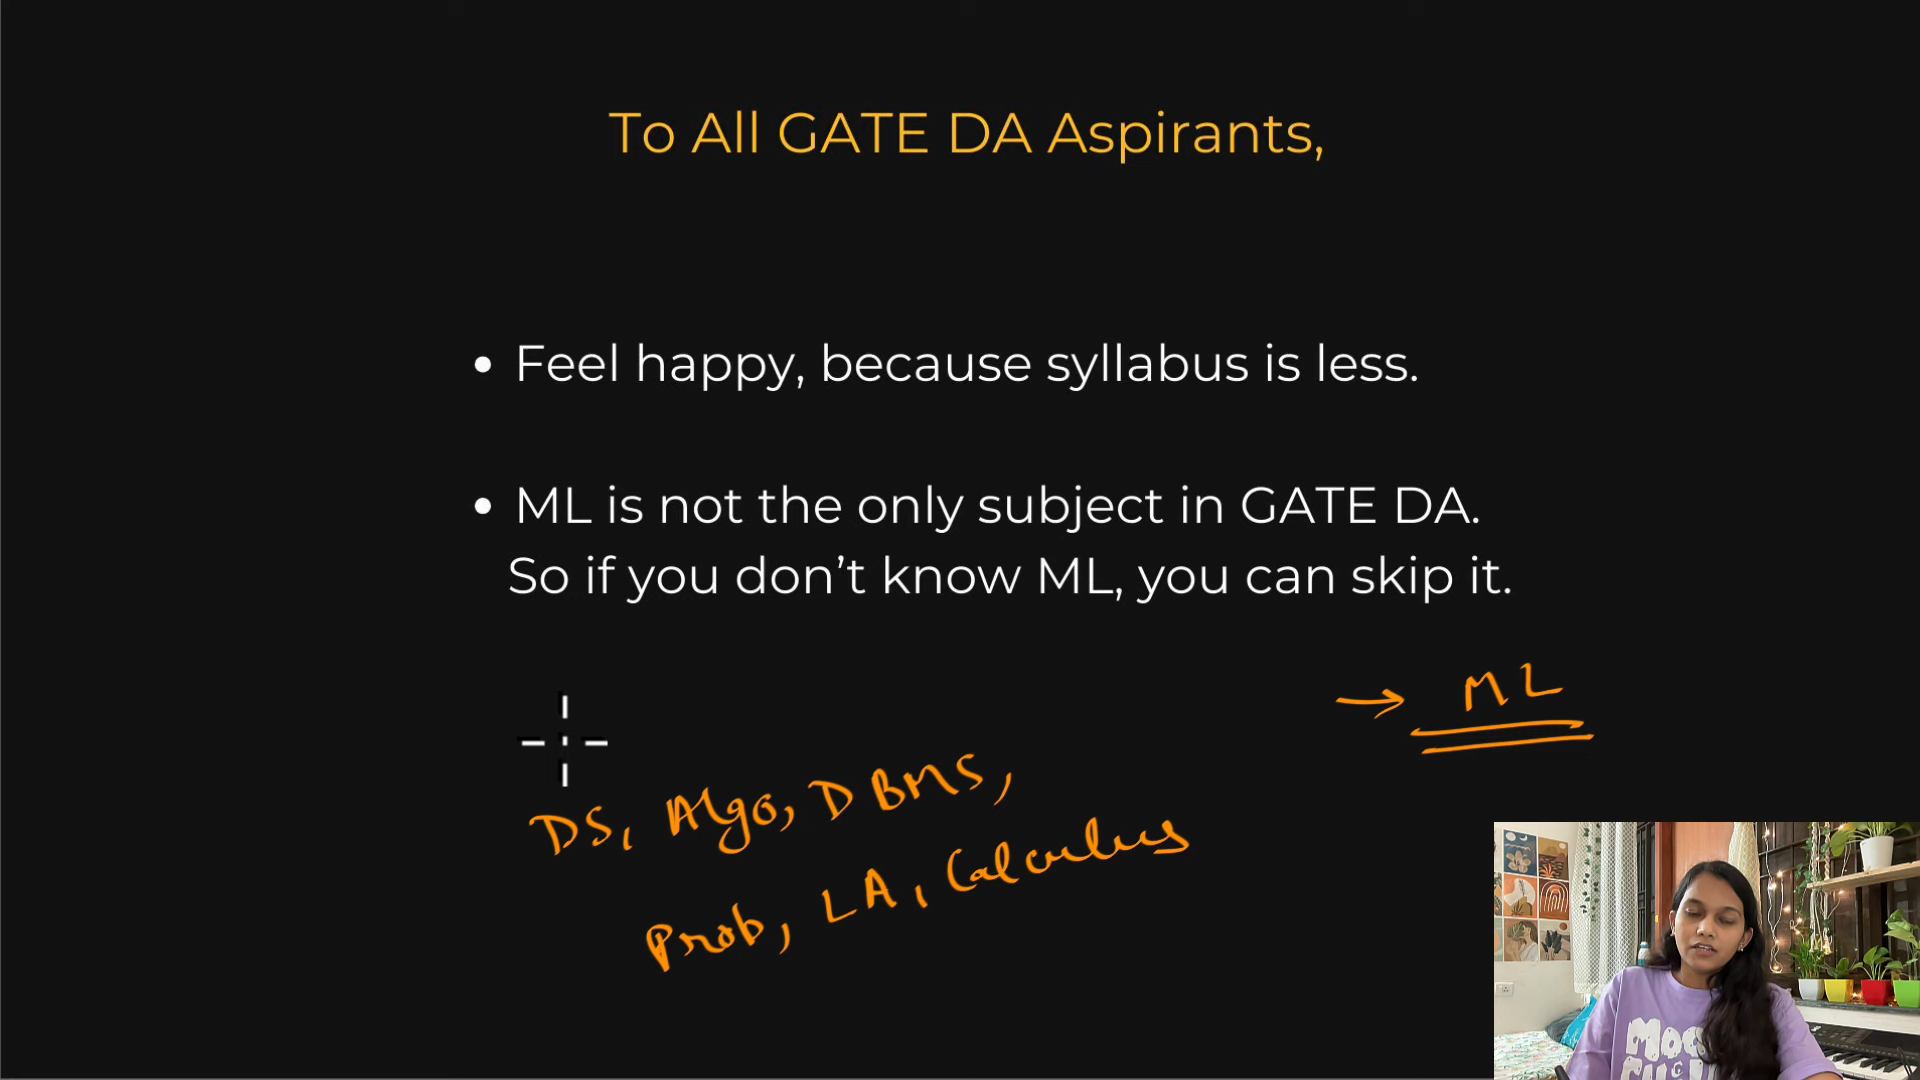 To All GATE DA Aspirants,
• Feel happy, because syllabus is less.
• ML is not the only subject in GATE DA.
So if you don’t know ML, you can skip it.
→ ML
DS, Algo, DBMS,
Prob, LA, Calculus